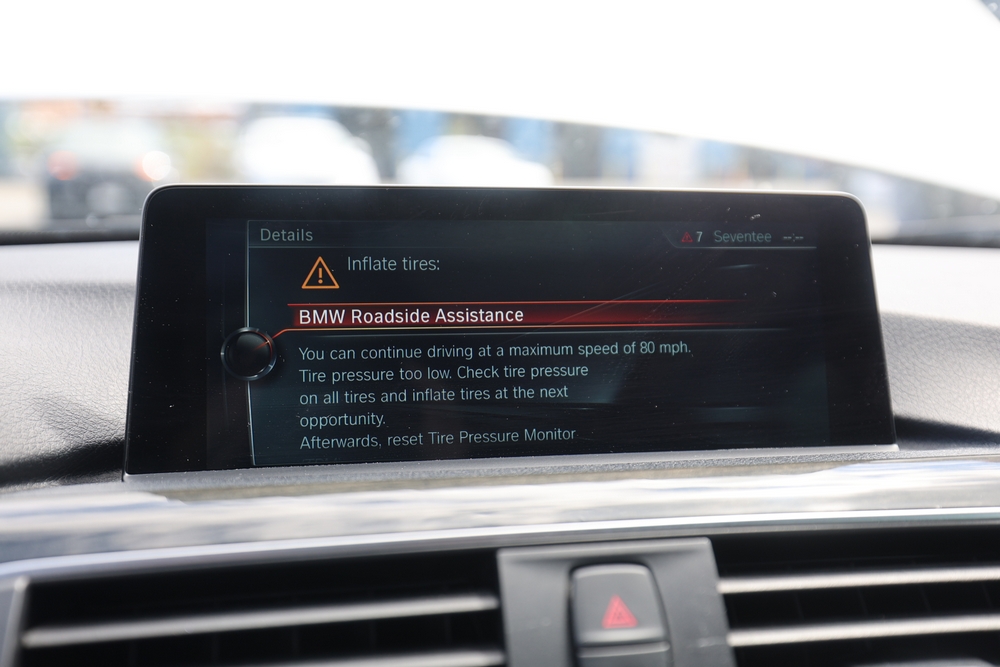 Details
7 Seventee --:--
Inflate tires:
BMW Roadside Assistance
You can continue driving at a maximum speed of 80 mph.
Tire pressure too low. Check tire pressure
on all tires and inflate tires at the next
opportunity.
Afterwards, reset Tire Pressure Monitor